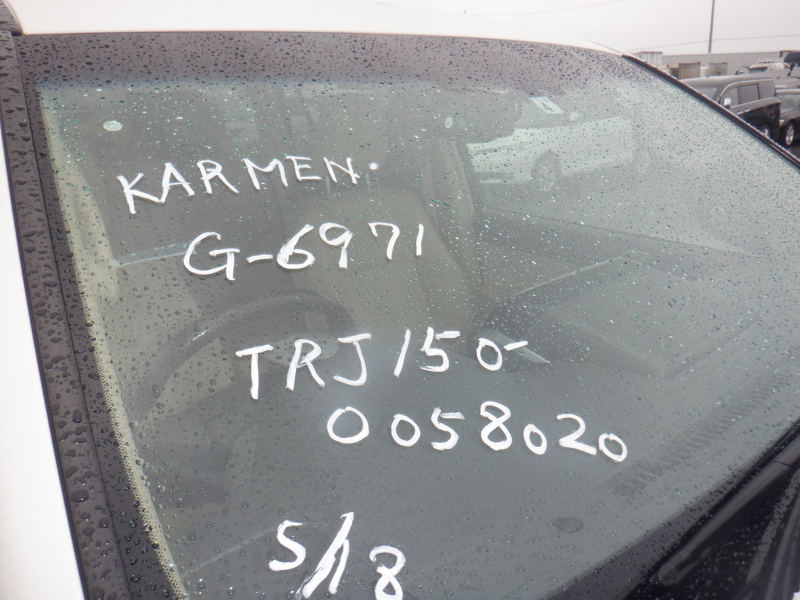 KARMEN.
G-6971
TRJ150-
0058020
5/18